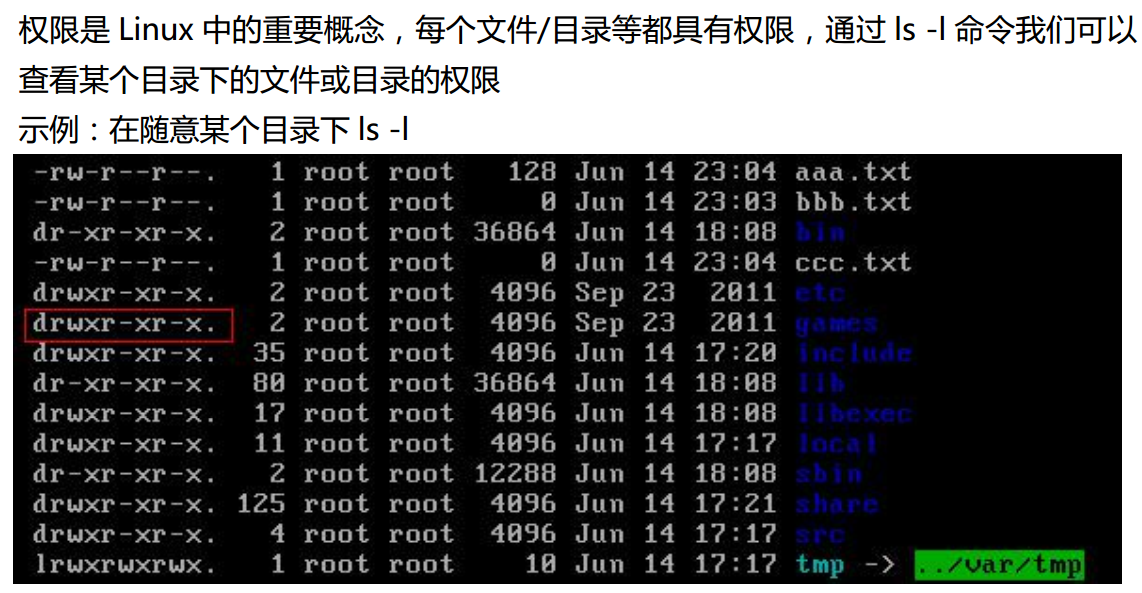 权限是 Linux 中的重要概念，每个文件/目录等都具有权限，通过 ls -l 命令我们可以
查看某个目录下的文件或目录的权限
示例：在随意某个目录下 ls -l
-rw-r--r--. 1 root root 128 Jun 14 23:04 aaa.txt
-rw-r--r--. 1 root root 0 Jun 14 23:03 bbb.txt
dr-xr-xr-x. 2 root root 36864 Jun 14 18:08 bin
-rw-r--r--. 1 root root 0 Jun 14 23:04 ccc.txt
drwxr-xr-x. 2 root root 4096 Sep 23 2011 etc
drwxr-xr-x. 2 root root 4096 Sep 23 2011 games
drwxr-xr-x. 35 root root 4096 Jun 14 17:20 include
dr-xr-xr-x. 80 root root 36864 Jun 14 18:08 lib
drwxr-xr-x. 17 root root 4096 Jun 14 18:08 libexec
drwxr-xr-x. 11 root root 4096 Jun 14 17:17 local
dr-xr-xr-x. 2 root root 12288 Jun 14 18:08 sbin
drwxr-xr-x. 125 root root 4096 Jun 14 17:21 share
drwxr-xr-x. 4 root root 4096 Jun 14 17:17 src
lrwxrwxrwx. 1 root root 10 Jun 14 17:17 tmp -> ../var/tmp